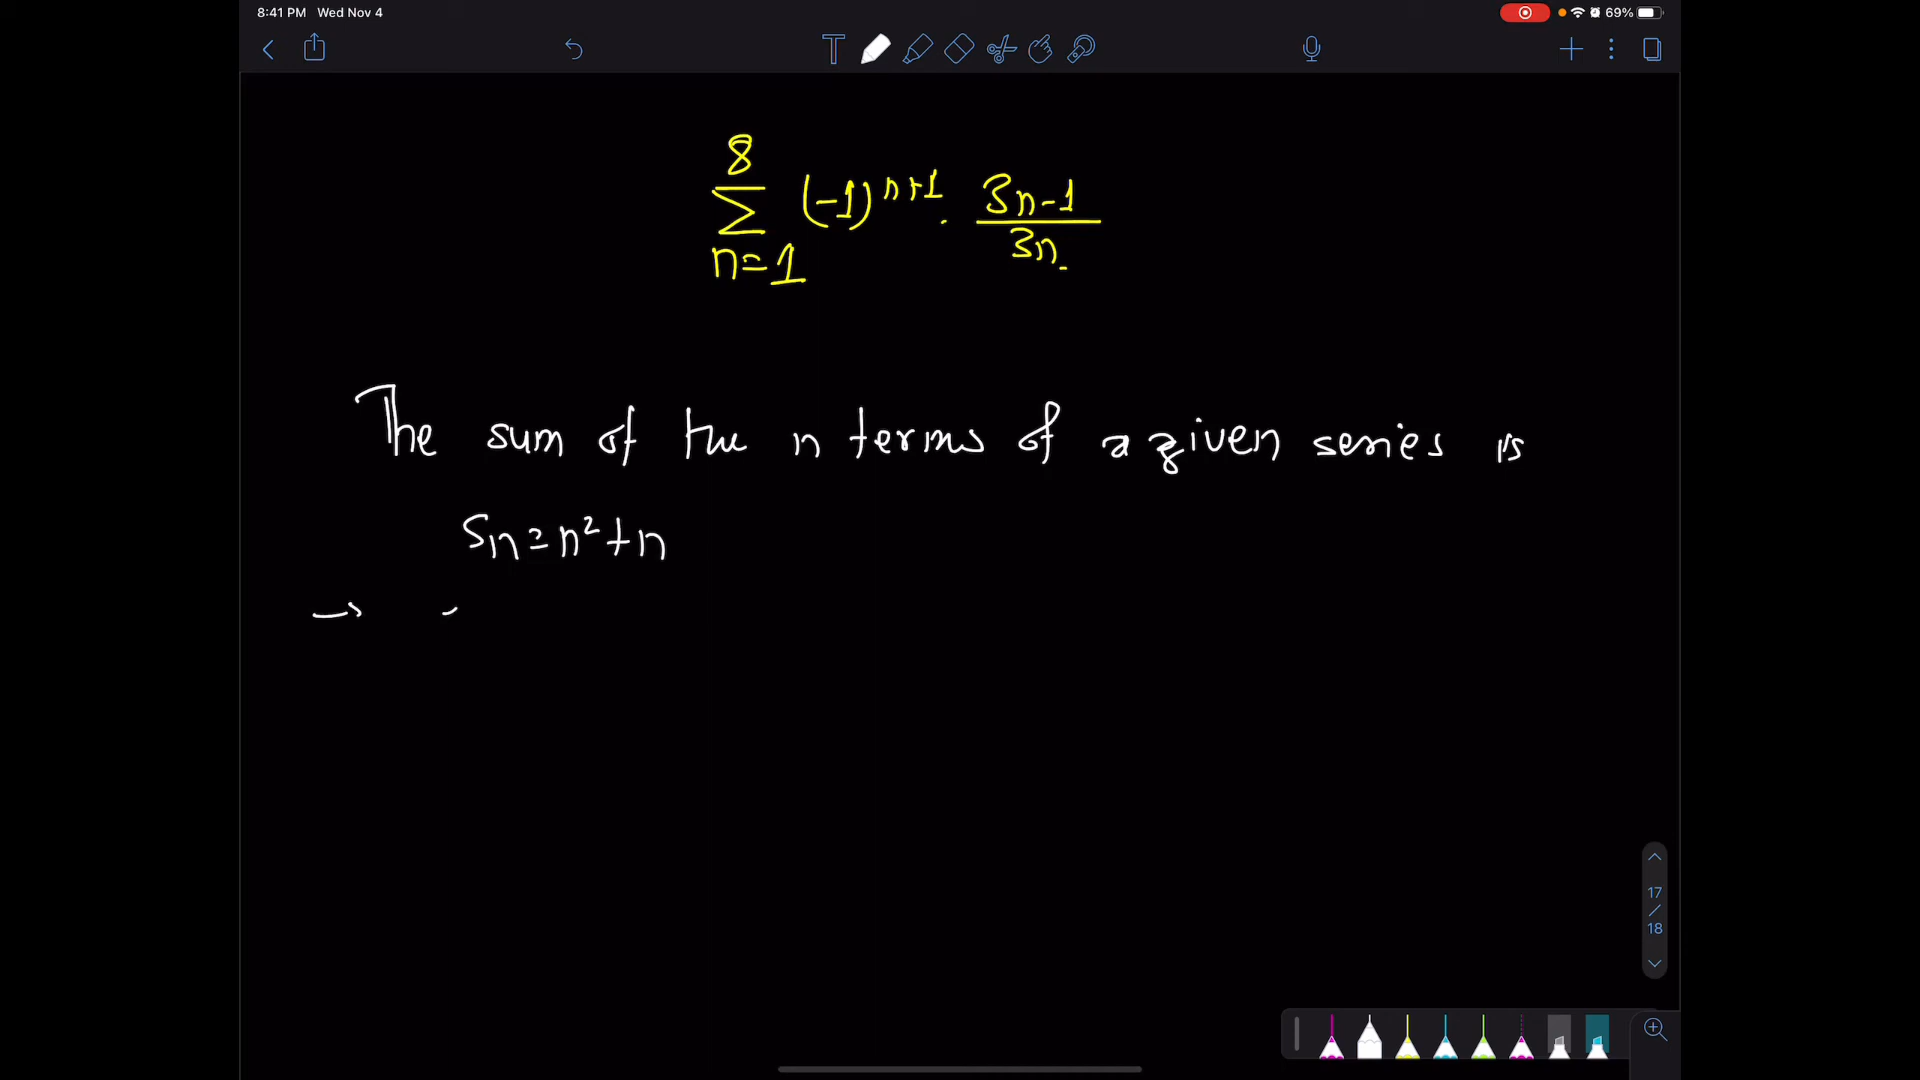 8:41 PM Wed Nov 4
69%
8
∑ (-1)^{n+1} · \frac{3n-1}{3n}
n=1
The sum of the n terms of a given series is
Sn=n²+n
→
17
/
18